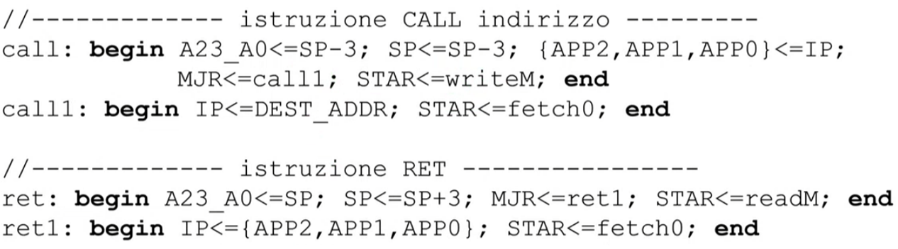 //------------- istruzione CALL indirizzo ---------
call: begin A23_A0<=SP-3; SP<=SP-3; {APP2,APP1,APP0}<=IP;
MJR<=call1; STAR<=writeM; end
call1: begin IP<=DEST_ADDR; STAR<=fetch0; end
//------------- istruzione RET ----------------
ret: begin A23_A0<=SP; SP<=SP+3; MJR<=ret1; STAR<=readM; end
ret1: begin IP<={APP2,APP1,APP0}; STAR<=fetch0; end